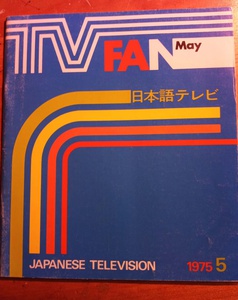 TV FAN May
日本語テレビ
JAPANESE TELEVISION 1975 5